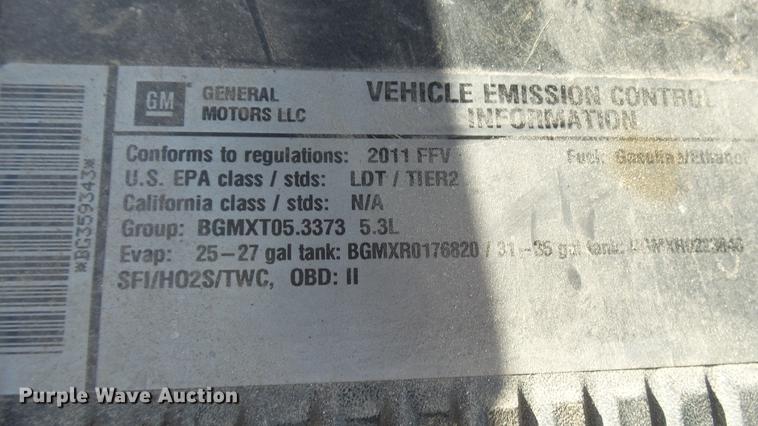 GM
GENERAL MOTORS LLC
VEHICLE EMISSION CONTROL INFORMATION
Conforms to regulations: 2011 FFV Fuel: Gasoline/Ethanol
U.S. EPA class / stds: LDT / TIER2
California class / stds: N/A
Group: BGMXT05.3373 5.3L
Evap: 25-27 gal tank: BGMXR0176820 / 31-35 gal tank:
SFI/HO2S/TWC, OBD: II
*BG359343*
Purple Wave Auction®